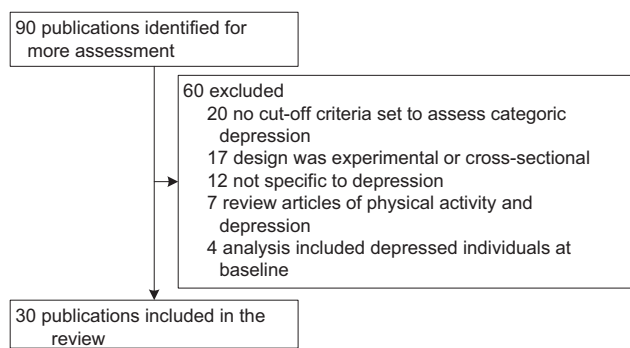 90 publications identified for
more assessment
60 excluded
20 no cut-off criteria set to assess categoric
depression
17 design was experimental or cross-sectional
12 not specific to depression
7 review articles of physical activity and
depression
4 analysis included depressed individuals at
baseline
30 publications included in the
review